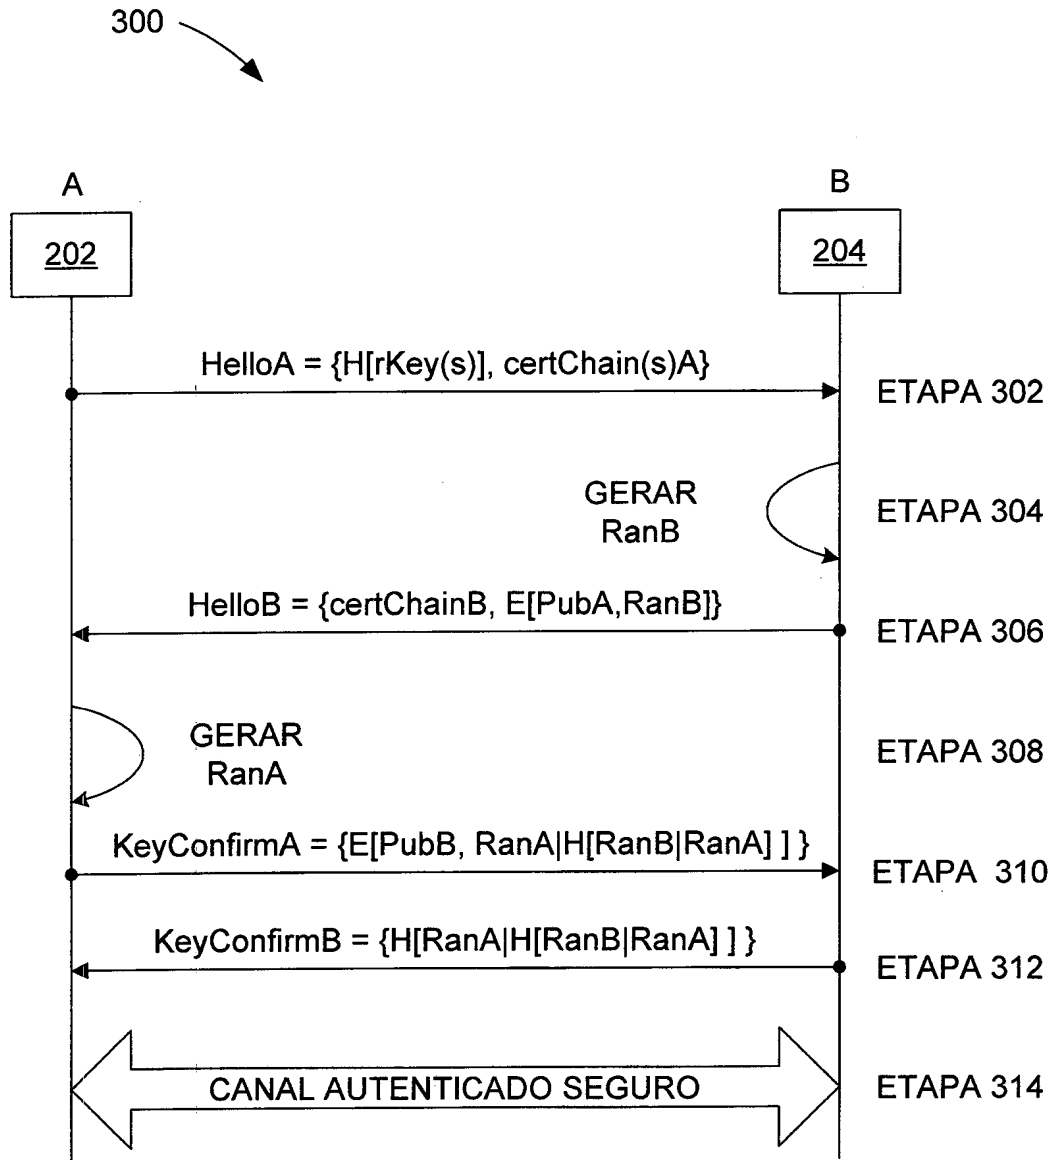 300
A
B
202
204
HelloA = {H[rKey(s)], certChain(s)A}
ETAPA 302
GERAR
RanB
ETAPA 304
HelloB = {certChainB, E[PubA,RanB]}
ETAPA 306
GERAR
RanA
ETAPA 308
KeyConfirmA = {E[PubB, RanA|H[RanB|RanA] ] }
ETAPA 310
KeyConfirmB = {H[RanA|H[RanB|RanA] ] }
ETAPA 312
CANAL AUTENTICADO SEGURO
ETAPA 314